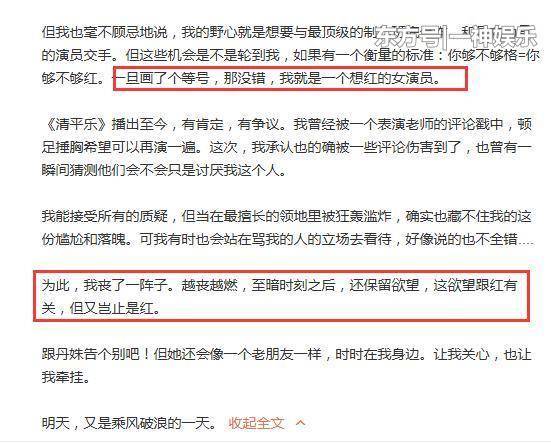 东方号|一神娱乐
但我也毫不顾忌地说，我的野心就是想要与最顶级的制
的演员交手。但这些机会是不是轮到我，如果有一个衡量的标准：你够不够格=你
够不够红。一旦画了个等号，那没错，我就是一个想红的女演员。
《清平乐》播出至今，有肯定，有争议。我曾经被一个表演老师的评论戳中，顿
足捶胸希望可以再演一遍。这次，我承认也的确被一些评论伤害到了，也曾有一
瞬间猜测他们会不会只是讨厌我这个人。
我能接受所有的质疑，但当在最擅长的领地里被狂轰滥炸，确实也藏不住我的这
份尴尬和落魄。可我有时也会站在骂我的人的立场去看待，好像说的也不全错....
为此，我丧了一阵子。越丧越燃，至暗时刻之后，还保留欲望，这欲望跟红有
关，但又岂止是红。
跟丹姝告个别吧！但她还会像一个老朋友一样，时时在我身边。让我关心，也让
我牵挂。
明天，又是乘风破浪的一天。 收起全文